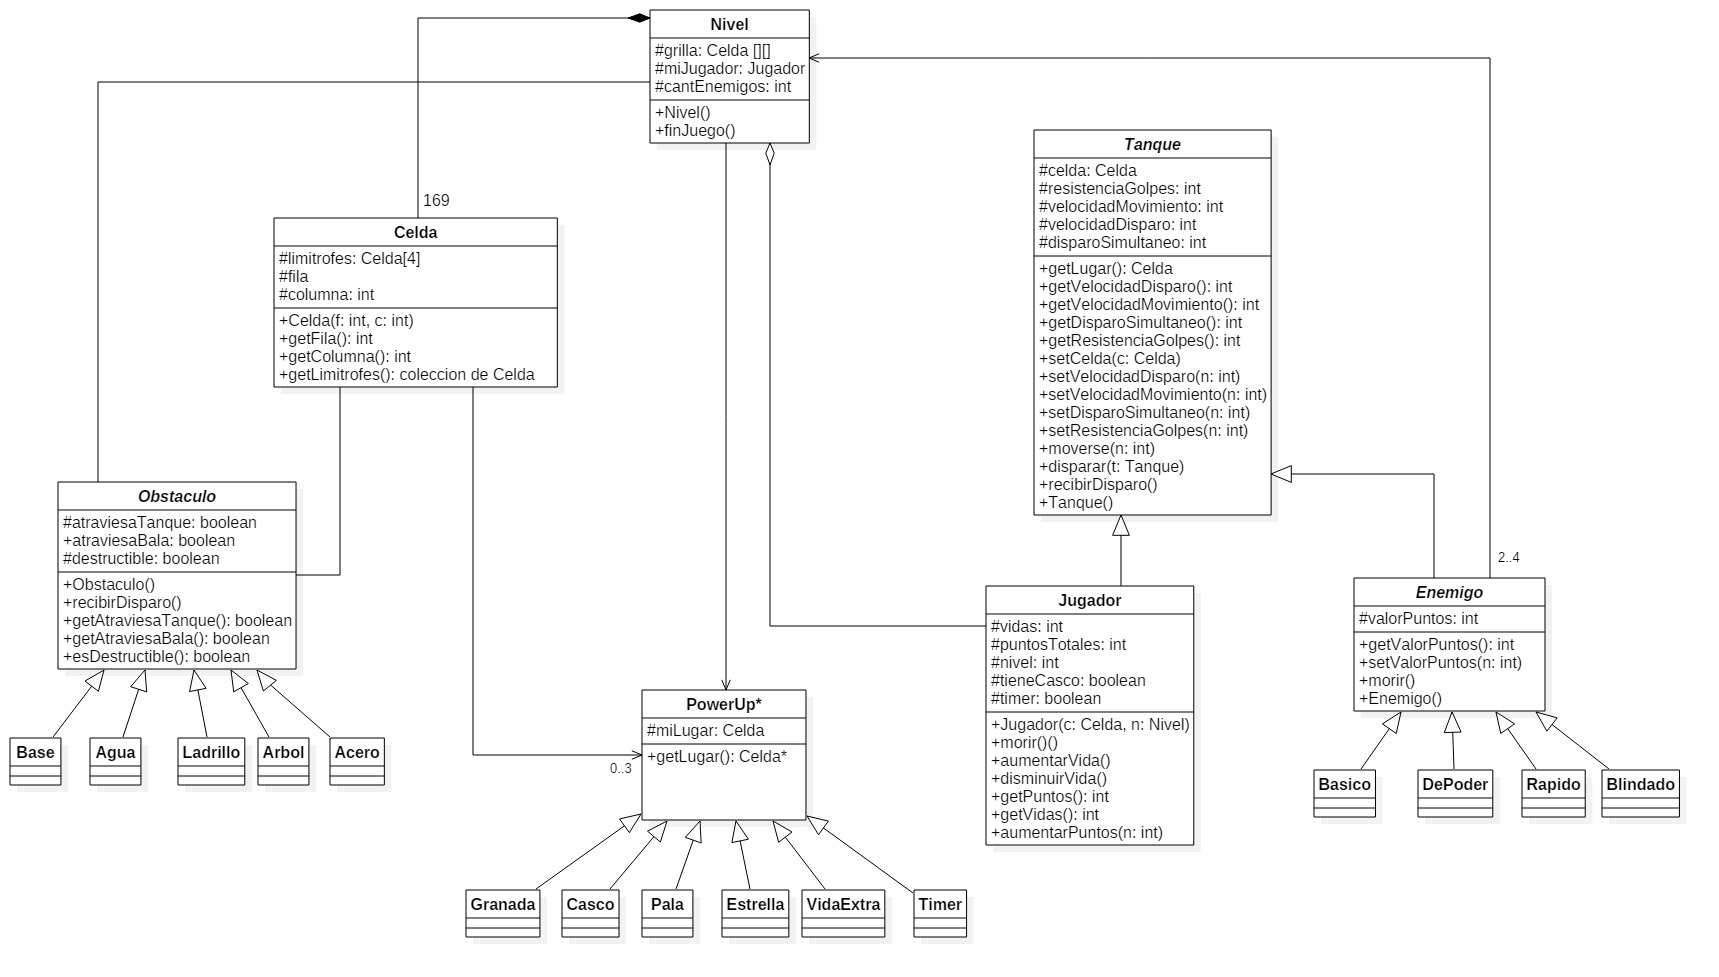 Nivel
#grilla: Celda [][]
#miJugador: Jugador
#cantEnemigos: int
+Nivel()
+finJuego()
169
Celda
#limitrofes: Celda[4]
#fila
#columna: int
+Celda(f: int, c: int)
+getFila(): int
+getColumna(): int
+getLimitrofes(): coleccion de Celda
Tanque
#celda: Celda
#resistenciaGolpes: int
#velocidadMovimiento: int
#velocidadDisparo: int
#disparoSimultaneo: int
+getLugar(): Celda
+getVelocidadDisparo(): int
+getVelocidadMovimiento(): int
+getDisparoSimultaneo(): int
+getResistenciaGolpes(): int
+setCelda(c: Celda)
+setVelocidadDisparo(n: int)
+setVelocidadMovimiento(n: int)
+setDisparoSimultaneo(n: int)
+setResistenciaGolpes(n: int)
+moverse(n: int)
+disparar(t: Tanque)
+recibirDisparo()
+Tanque()
Obstaculo
#atraviesaTanque: boolean
+atraviesaBala: boolean
#destructible: boolean
+Obstaculo()
+recibirDisparo()
+getAtraviesaTanque(): boolean
+getAtraviesaBala(): boolean
+esDestructible(): boolean
Base
Agua
Ladrillo
Arbol
Acero
PowerUp*
#miLugar: Celda
+getLugar(): Celda*
0..3
Granada
Casco
Pala
Estrella
VidaExtra
Timer
Jugador
#vidas: int
#puntosTotales: int
#nivel: int
#tieneCasco: boolean
#timer: boolean
+Jugador(c: Celda, n: Nivel)
+morir()()
+aumentarVida()
+disminuirVida()
+getPuntos(): int
+getVidas(): int
+aumentarPuntos(n: int)
2..4
Enemigo
#valorPuntos: int
+getValorPuntos(): int
+setValorPuntos(n: int)
+morir()
+Enemigo()
Basico
DePoder
Rapido
Blindado